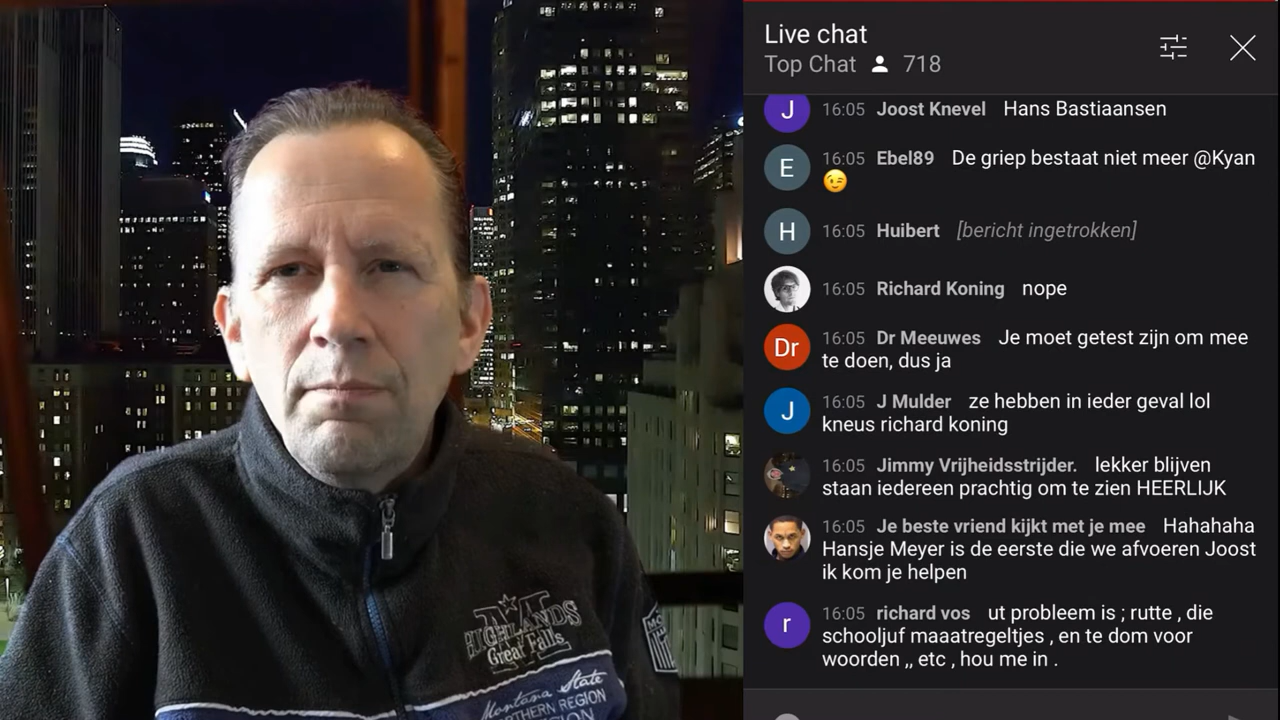 Live chat
Top Chat 718
J 16:05 Joost Knevel Hans Bastiaansen
E 16:05 Ebel89 De griep bestaat niet meer @Kyan
😉
H 16:05 Huibert [bericht ingetrokken]
16:05 Richard Koning nope
Dr 16:05 Dr Meeuwes Je moet getest zijn om mee
te doen, dus ja
J 16:05 J Mulder ze hebben in ieder geval lol
kneus richard koning
16:05 Jimmy Vrijheidsstrijder. lekker blijven
staan iedereen prachtig om te zien HEERLIJK
16:05 Je beste vriend kijkt met je mee Hahahaha
Hansje Meyer is de eerste die we afvoeren Joost
ik kom je helpen
r 16:05 richard vos ut probleem is ; rutte , die
schooljuf maaatregeltjes , en te dom voor
woorden ,, etc , hou me in .
HIGHLANDS
Great Falls
Montana State
NORTHERN REGION